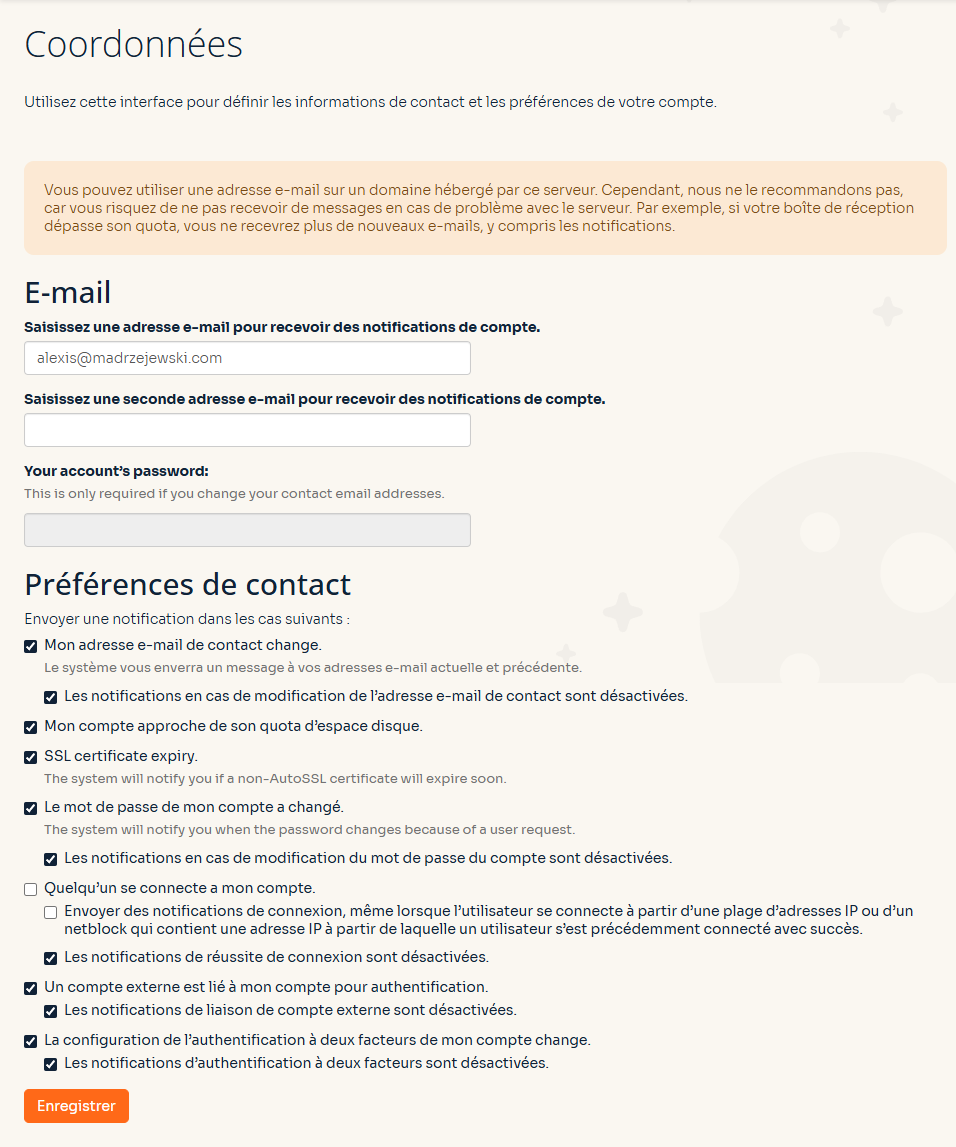 Coordonnées
Utilisez cette interface pour définir les informations de contact et les préférences de votre compte.
Vous pouvez utiliser une adresse e-mail sur un domaine hébergé par ce serveur. Cependant, nous ne le recommandons pas,
car vous risquez de ne pas recevoir de messages en cas de problème avec le serveur. Par exemple, si votre boîte de réception
dépasse son quota, vous ne recevrez plus de nouveaux e-mails, y compris les notifications.
E-mail
Saisissez une adresse e-mail pour recevoir des notifications de compte.
alexis@madrzejewski.com
Saisissez une seconde adresse e-mail pour recevoir des notifications de compte.
Your account’s password:
This is only required if you change your contact email addresses.
Préférences de contact
Envoyer une notification dans les cas suivants :
Mon adresse e-mail de contact change.
Le système vous enverra un message à vos adresses e-mail actuelle et précédente.
Les notifications en cas de modification de l’adresse e-mail de contact sont désactivées.
Mon compte approche de son quota d’espace disque.
SSL certificate expiry.
The system will notify you if a non-AutoSSL certificate will expire soon.
Le mot de passe de mon compte a changé.
The system will notify you when the password changes because of a user request.
Les notifications en cas de modification du mot de passe du compte sont désactivées.
Quelqu’un se connecte a mon compte.
Envoyer des notifications de connexion, même lorsque l’utilisateur se connecte à partir d’une plage d’adresses IP ou d’un
netblock qui contient une adresse IP à partir de laquelle un utilisateur s’est précédemment connecté avec succès.
Les notifications de réussite de connexion sont désactivées.
Un compte externe est lié à mon compte pour authentification.
Les notifications de liaison de compte externe sont désactivées.
La configuration de l’authentification à deux facteurs de mon compte change.
Les notifications d’authentification à deux facteurs sont désactivées.
Enregistrer